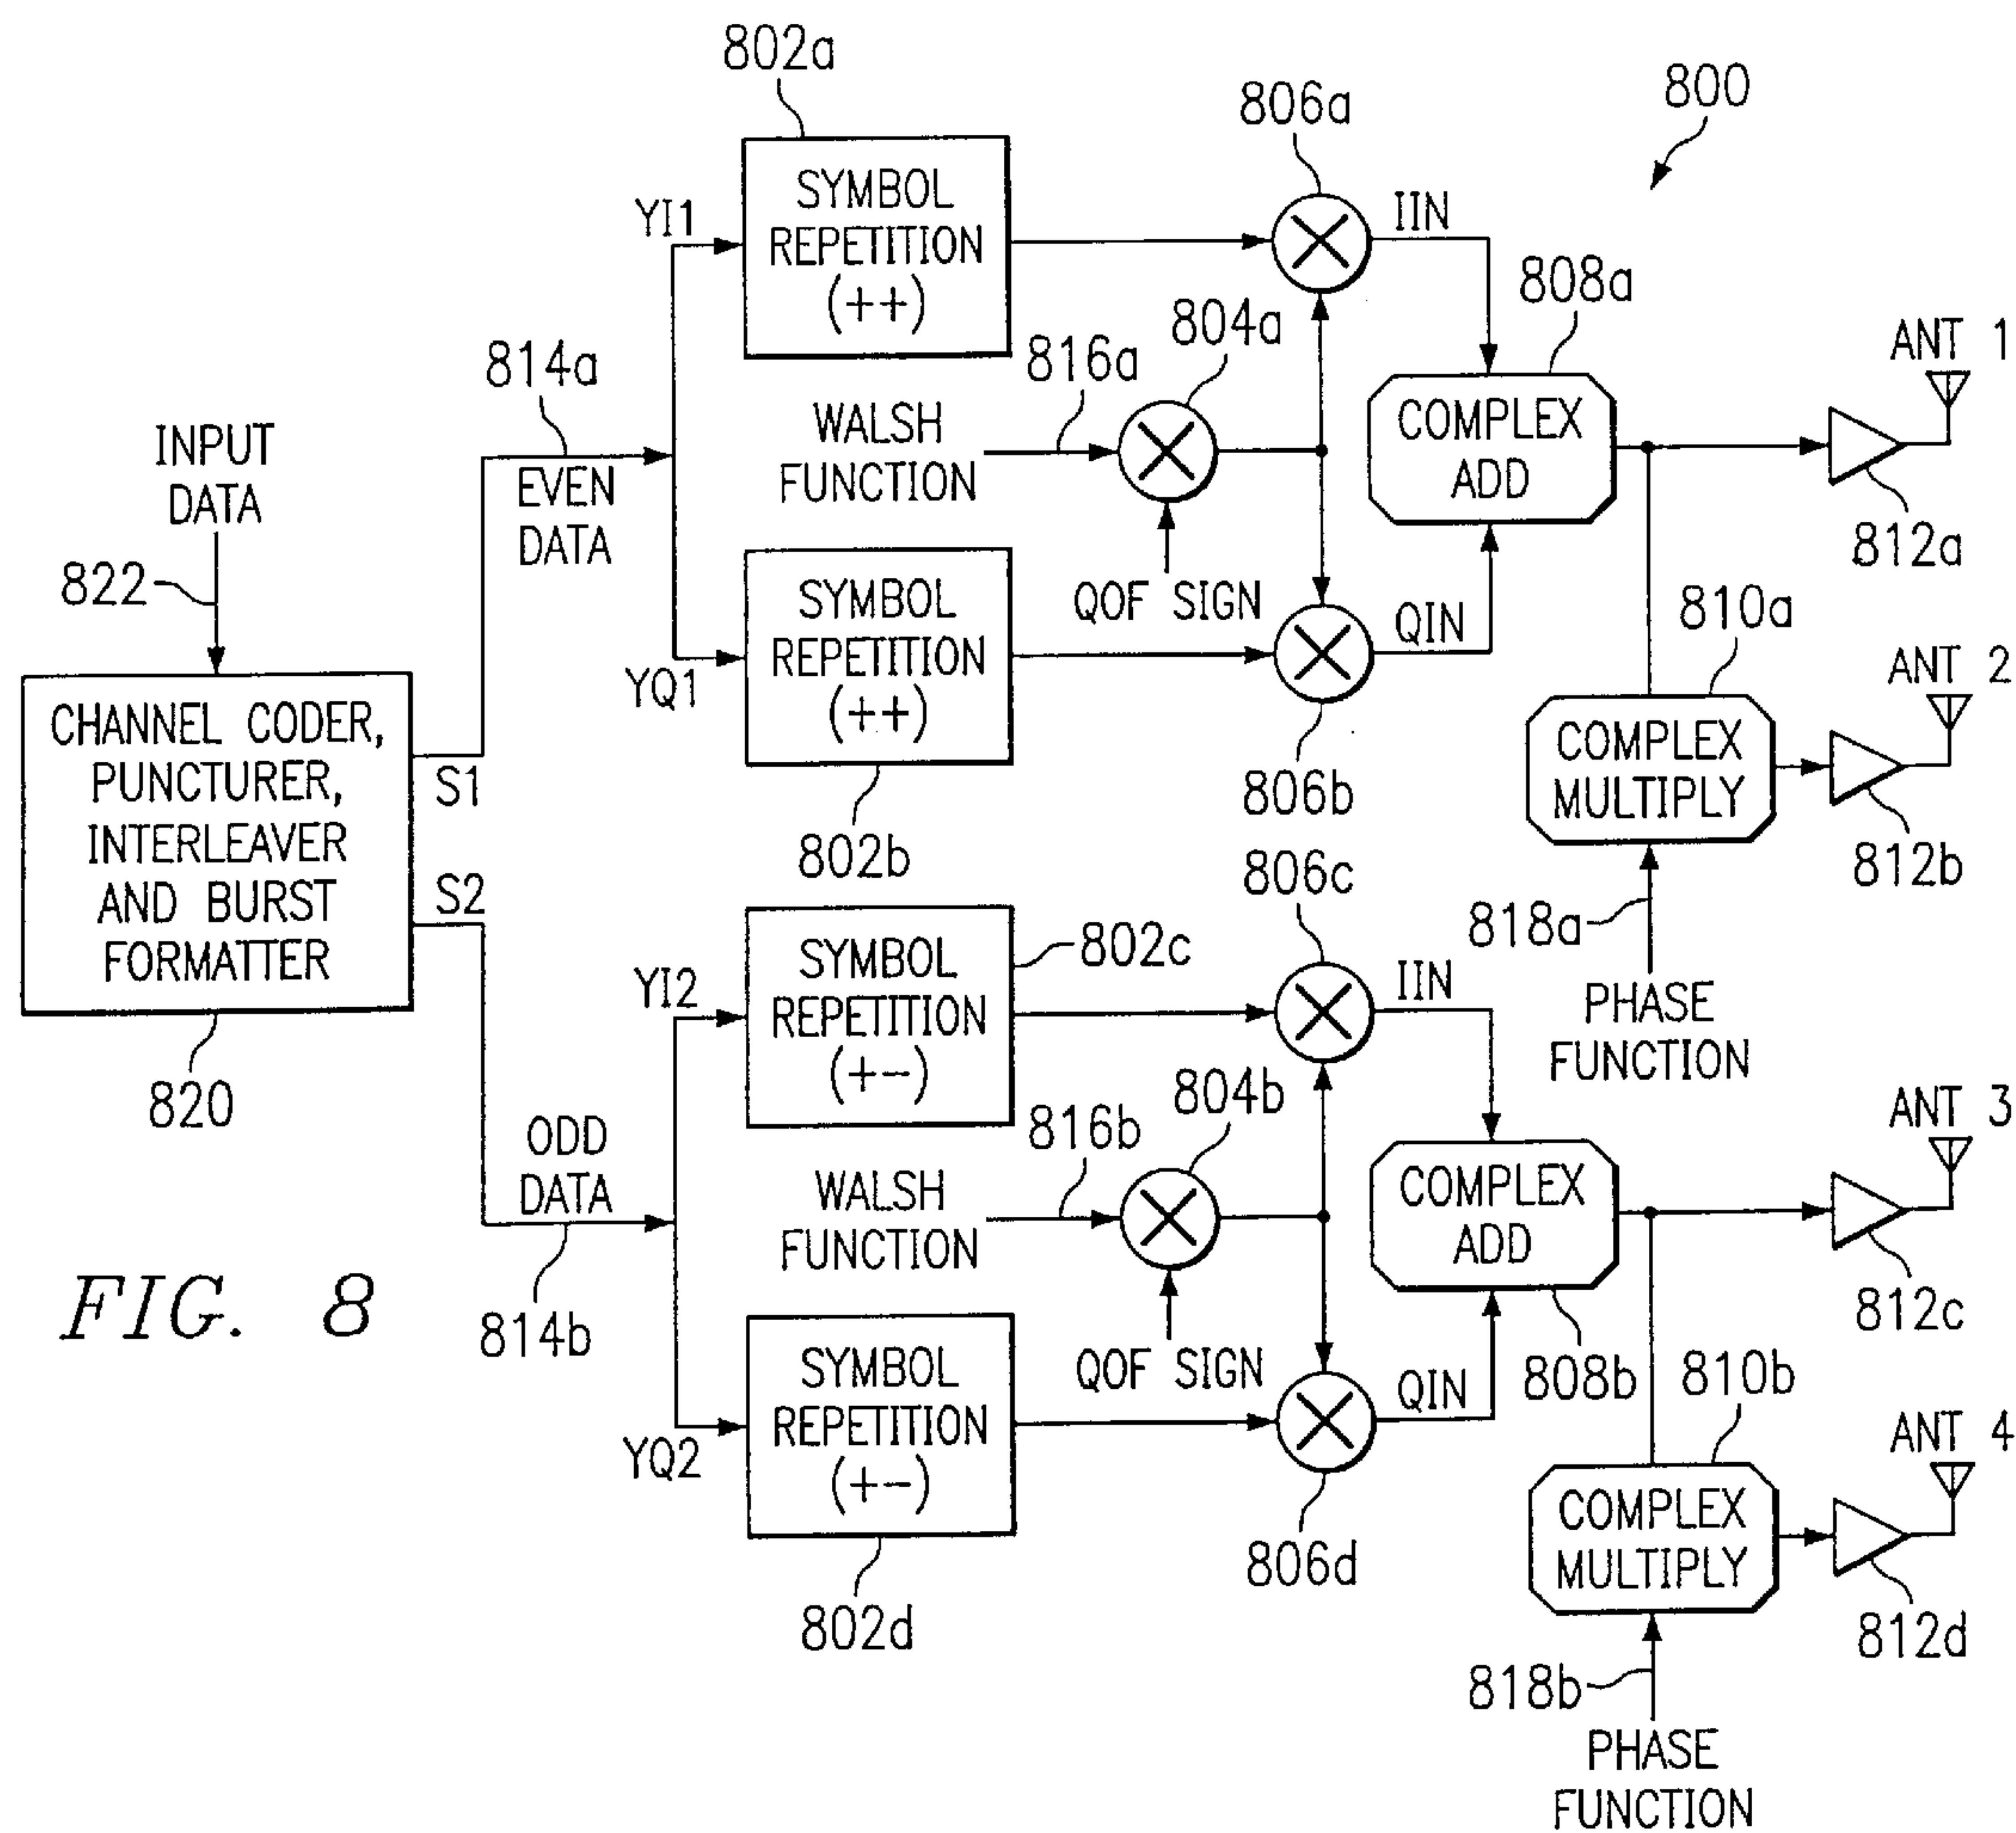 802a
806a
800
SYMBOL
REPETITION
(++)
YI1
IIN
808a
804a
ANT 1
814a
816a
WALSH
FUNCTION
COMPLEX
ADD
INPUT
DATA
EVEN
DATA
812a
822
SYMBOL
REPETITION
(++)
QOF SIGN
QIN
810a
YQ1
ANT 2
CHANNEL CODER,
PUNCTURER,
INTERLEAVER
AND BURST
FORMATTER
S1
S2
806b
COMPLEX
MULTIPLY
802b
806c
812b
818a
SYMBOL
REPETITION
(+-)
802c
YI2
IIN
PHASE
FUNCTION
820
804b
ANT 3
ODD
DATA
816b
WALSH
FUNCTION
COMPLEX
ADD
FIG. 8
814b
812c
SYMBOL
REPETITION
(+-)
QOF SIGN
QIN
808b
810b
YQ2
ANT 4
COMPLEX
MULTIPLY
806d
802d
812d
818b
PHASE
FUNCTION